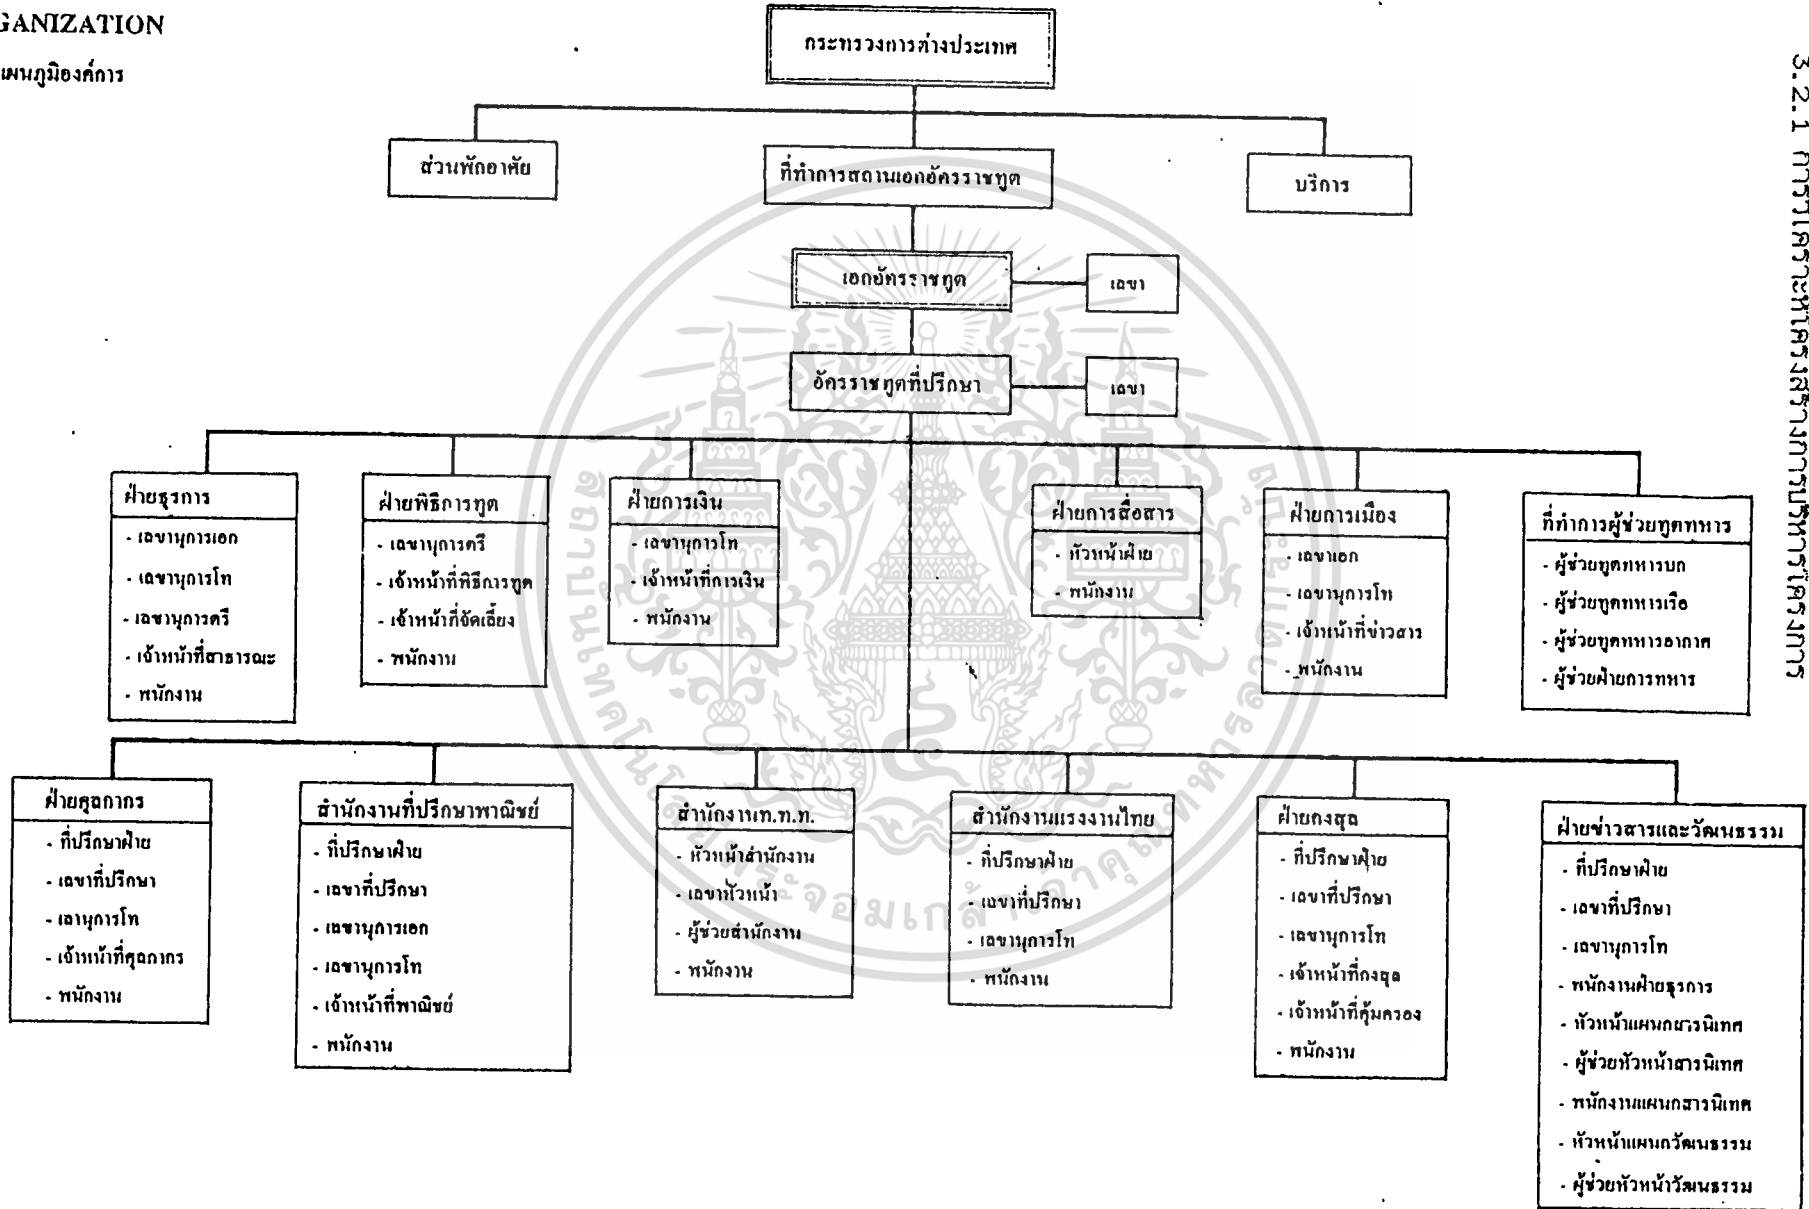 GANIZATION
แผนภูมิองค์การ
3.2.1 การวิเคราะห์โครงสร้างการบริหารโครงการ
กระทรวงการต่างประเทศ
ส่วนพักอาศัย
ที่ทำการสถานเอกอัครราชทูต
บริการ
เอกอัครราชทูต
เลขา
อัครราชทูตที่ปรึกษา
เลขา
ฝ่ายธุรการ
- เลขานุการเอก
- เลขานุการโท
- เลขานุการตรี
- เจ้าหน้าที่สาธารณะ
- พนักงาน
ฝ่ายพิธีการทูต
- เลขานุการตรี
- เจ้าหน้าที่พิธีการทูต
- เจ้าหน้าที่จัดเลี้ยง
- พนักงาน
ฝ่ายการเงิน
- เลขานุการโท
- เจ้าหน้าที่การเงิน
- พนักงาน
ฝ่ายการสื่อสาร
- หัวหน้าฝ่าย
- พนักงาน
ฝ่ายการเมือง
- เลขาเอก
- เลขานุการโท
- เจ้าหน้าที่ข่าวสาร
- พนักงาน
ที่ทำการผู้ช่วยทูตทหาร
- ผู้ช่วยทูตทหารบก
- ผู้ช่วยทูตทหารเรือ
- ผู้ช่วยทูตทหารอากาศ
- ผู้ช่วยฝ่ายการทหาร
ฝ่ายศุลกากร
- ที่ปรึกษาฝ่าย
- เลขาที่ปรึกษา
- เลานุการโท
- เจ้าหน้าที่ศุลกากร
- พนักงาน
สำนักงานที่ปรึกษาพาณิชย์
- ที่ปรึกษาฝ่าย
- เลขาที่ปรึกษา
- เลขานุการเอก
- เลขานุการโท
- เจ้าหน้าที่พาณิชย์
- พนักงาน
สำนักงานท.ท.ท.
- หัวหน้าสำนักงาน
- เลขาหัวหน้า
- ผู้ช่วยสำนักงาน
- พนักงาน
สำนักงานแรงงานไทย
- ที่ปรึกษาฝ่าย
- เลขาที่ปรึกษา
- เลขานุการโท
- พนักงาน
ฝ่ายกงสุล
- ที่ปรึกษาฝ่าย
- เลขาที่ปรึกษา
- เลขานุการโท
- เจ้าหน้าที่กงสุล
- เจ้าหน้าที่คุ้มครอง
- พนักงาน
ฝ่ายข่าวสารและวัฒนธรรม
- ที่ปรึกษาฝ่าย
- เลขาที่ปรึกษา
- เลขานุการโท
- พนักงานฝ่ายธุรการ
- หัวหน้าแผนกสารนิเทศ
- ผู้ช่วยหัวหน้าสารนิเทศ
- พนักงานแผนกสารนิเทศ
- หัวหน้าแผนกวัฒนธรรม
- ผู้ช่วยหัวหน้าวัฒนธรรม
สถาบันเทคโนโลยีพระจอมเกล้าเจ้าคุณทหารลาดกระบัง